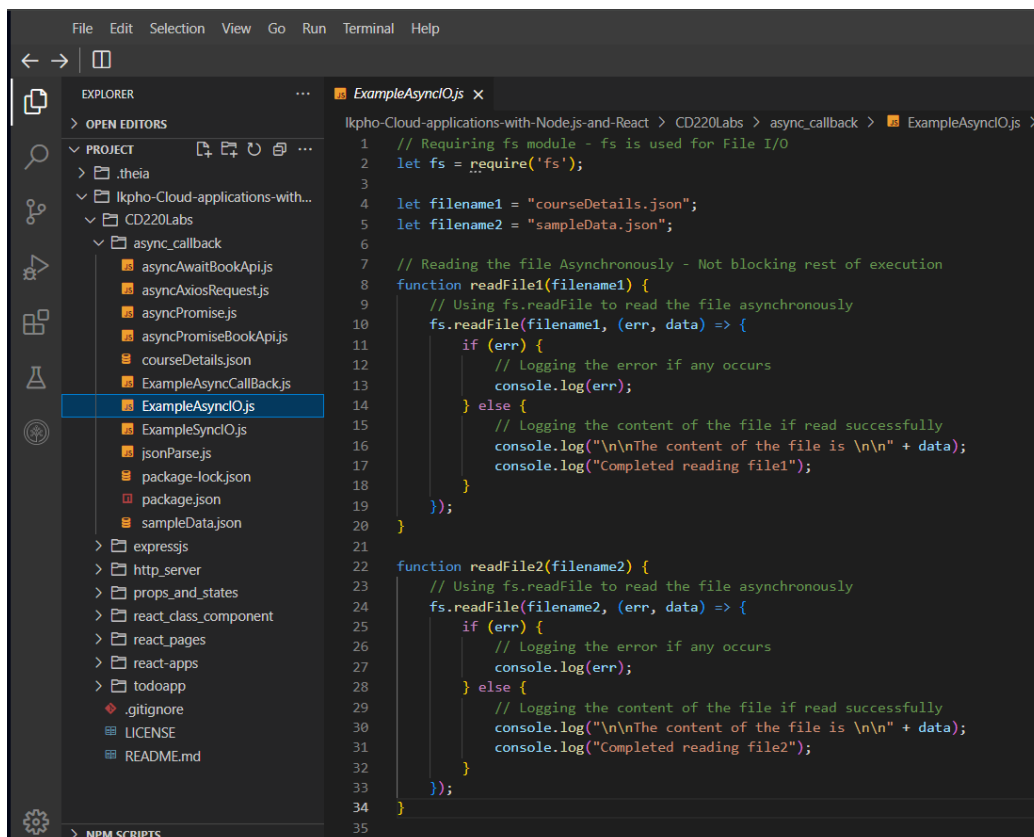 File Edit Selection View Go Run Terminal Help
EXPLORER
OPEN EDITORS
PROJECT
.theia
lkpho-Cloud-applications-with...
CD220Labs
async_callback
asyncAwaitBookApi.js
asyncAxiosRequest.js
asyncPromise.js
asyncPromiseBookApi.js
courseDetails.json
ExampleAsyncCallBack.js
ExampleAsyncIO.js
ExampleSyncIO.js
jsonParse.js
package-lock.json
package.json
sampleData.json
expressjs
http_server
props_and_states
react_class_component
react_pages
react-apps
todoapp
.gitignore
LICENSE
README.md
NPM SCRIPTS
JS ExampleAsyncIO.js ×
lkpho-Cloud-applications-with-Node.js-and-React > CD220Labs > async_callback > JS ExampleAsyncIO.js >
1 // Requiring fs module - fs is used for File I/O
2 let fs = require('fs');
3
4 let filename1 = "courseDetails.json";
5 let filename2 = "sampleData.json";
6
7 // Reading the file Asynchronously - Not blocking rest of execution
8 function readFile1(filename1) {
9     // Using fs.readFile to read the file asynchronously
10     fs.readFile(filename1, (err, data) => {
11         if (err) {
12             // Logging the error if any occurs
13             console.log(err);
14         } else {
15             // Logging the content of the file if read successfully
16             console.log("\n\nThe content of the file is \n\n" + data);
17             console.log("Completed reading file1");
18         }
19     });
20 }
21
22 function readFile2(filename2) {
23     // Using fs.readFile to read the file asynchronously
24     fs.readFile(filename2, (err, data) => {
25         if (err) {
26             // Logging the error if any occurs
27             console.log(err);
28         } else {
29             // Logging the content of the file if read successfully
30             console.log("\n\nThe content of the file is \n\n" + data);
31             console.log("Completed reading file2");
32         }
33     });
34 }
35